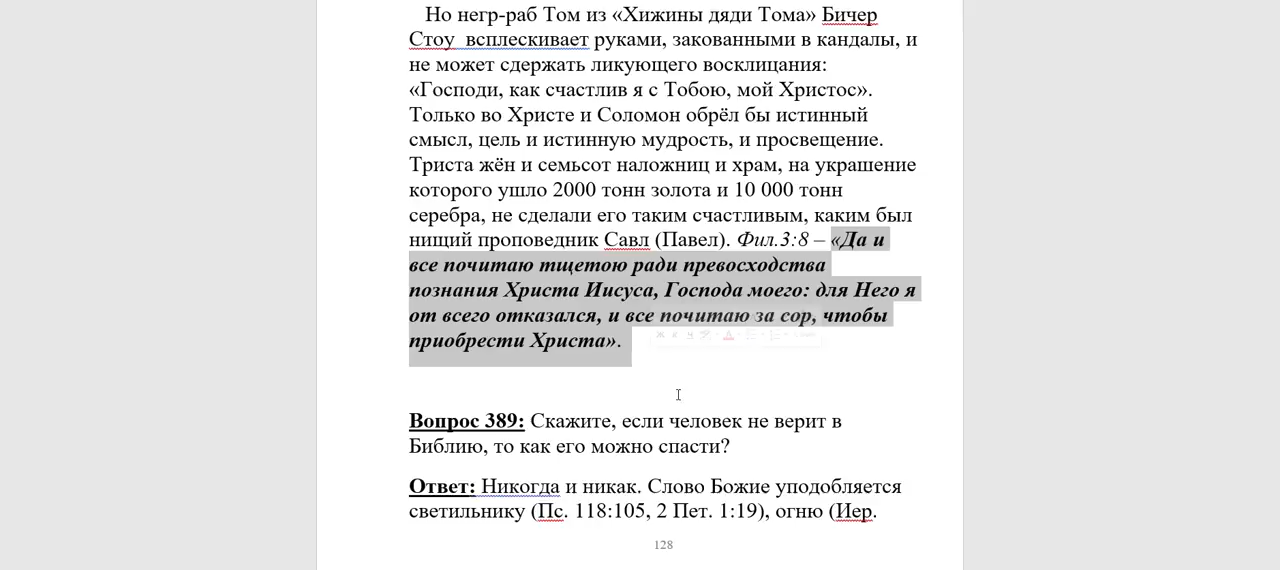 Но негр-раб Том из «Хижины дяди Тома» Бичер
Стоу всплескивает руками, закованными в кандалы, и
не может сдержать ликующего восклицания:
«Господи, как счастлив я с Тобою, мой Христос».
Только во Христе и Соломон обрёл бы истинный
смысл, цель и истинную мудрость, и просвещение.
Триста жён и семьсот наложниц и храм, на украшение
которого ушло 2000 тонн золота и 10 000 тонн
серебра, не сделали его таким счастливым, каким был
нищий проповедник Савл (Павел). Фил.3:8 – «Да и
все почитаю тщетою ради превосходства
познания Христа Иисуса, Господа моего: для Него я
от всего отказался, и все почитаю за сор, чтобы
приобрести Христа».
Вопрос 389: Скажите, если человек не верит в
Библию, то как его можно спасти?
Ответ: Никогда и никак. Слово Божие уподобляется
светильнику (Пс. 118:105, 2 Пет. 1:19), огню (Иер.
128